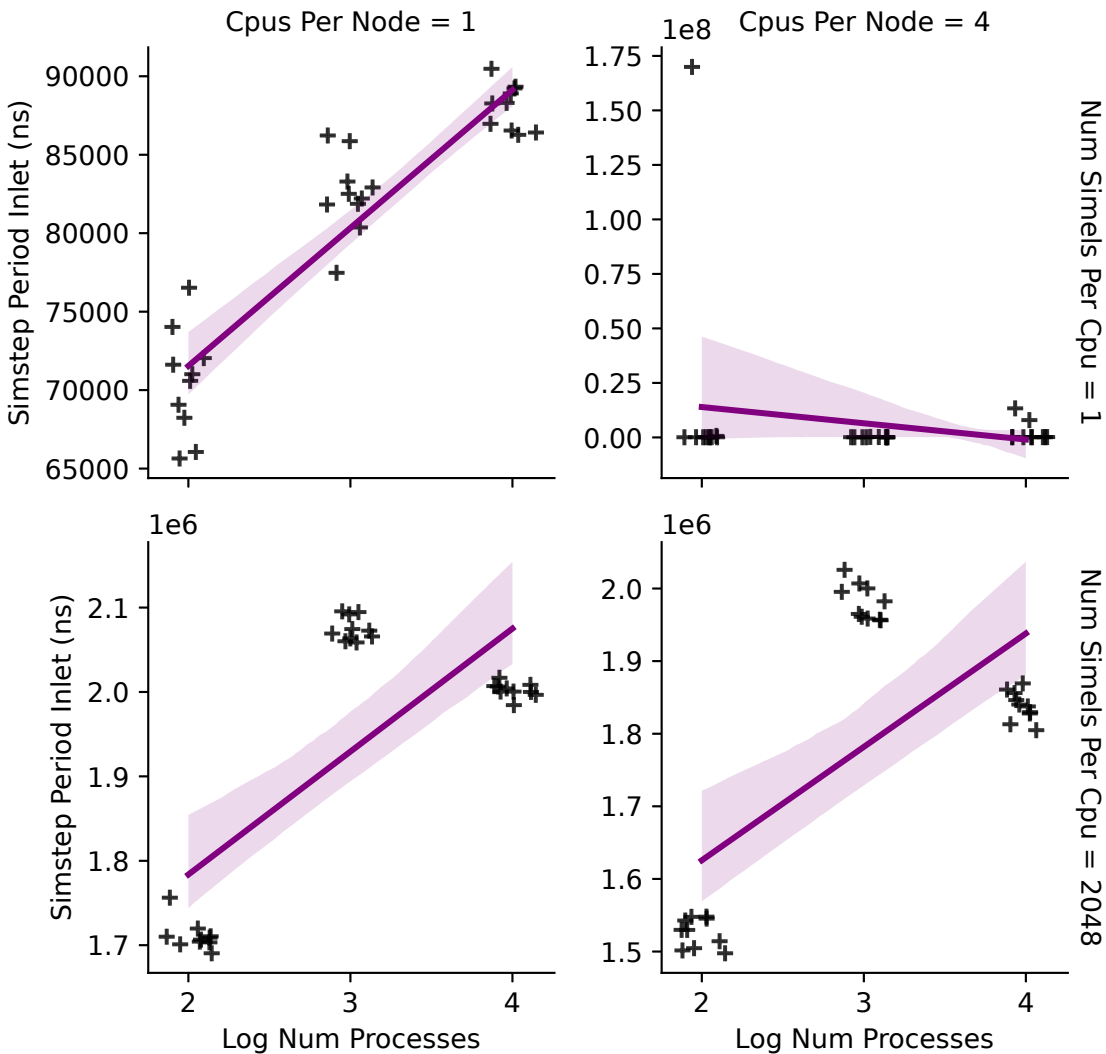 Cpus Per Node = 1
Cpus Per Node = 4
1e8
Simstep Period Inlet (ns)
90000
85000
80000
75000
70000
65000
1.75
1.50
1.25
1.00
0.75
0.50
0.25
0.00
Num Simels Per Cpu = 1
1e6
Simstep Period Inlet (ns)
2.1
2.0
1.9
1.8
1.7
2
3
4
Log Num Processes
1e6
2.0
1.9
1.8
1.7
1.6
1.5
2
3
4
Log Num Processes
Num Simels Per Cpu = 2048